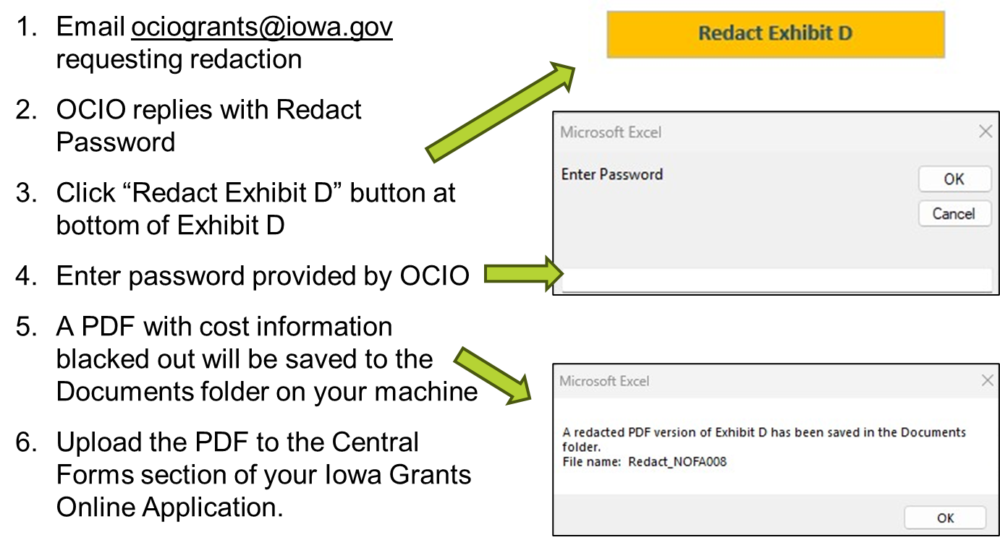 1. Email ociogrants@iowa.gov
requesting redaction
2. OCIO replies with Redact
Password
3. Click “Redact Exhibit D” button at
bottom of Exhibit D
4. Enter password provided by OCIO
5. A PDF with cost information
blacked out will be saved to the
Documents folder on your machine
6. Upload the PDF to the Central
Forms section of your Iowa Grants
Online Application.
Redact Exhibit D
Microsoft Excel
Enter Password
OK
Cancel
Microsoft Excel
A redacted PDF version of Exhibit D has been saved in the Documents
folder.
File name: Redact_NOFA008
OK